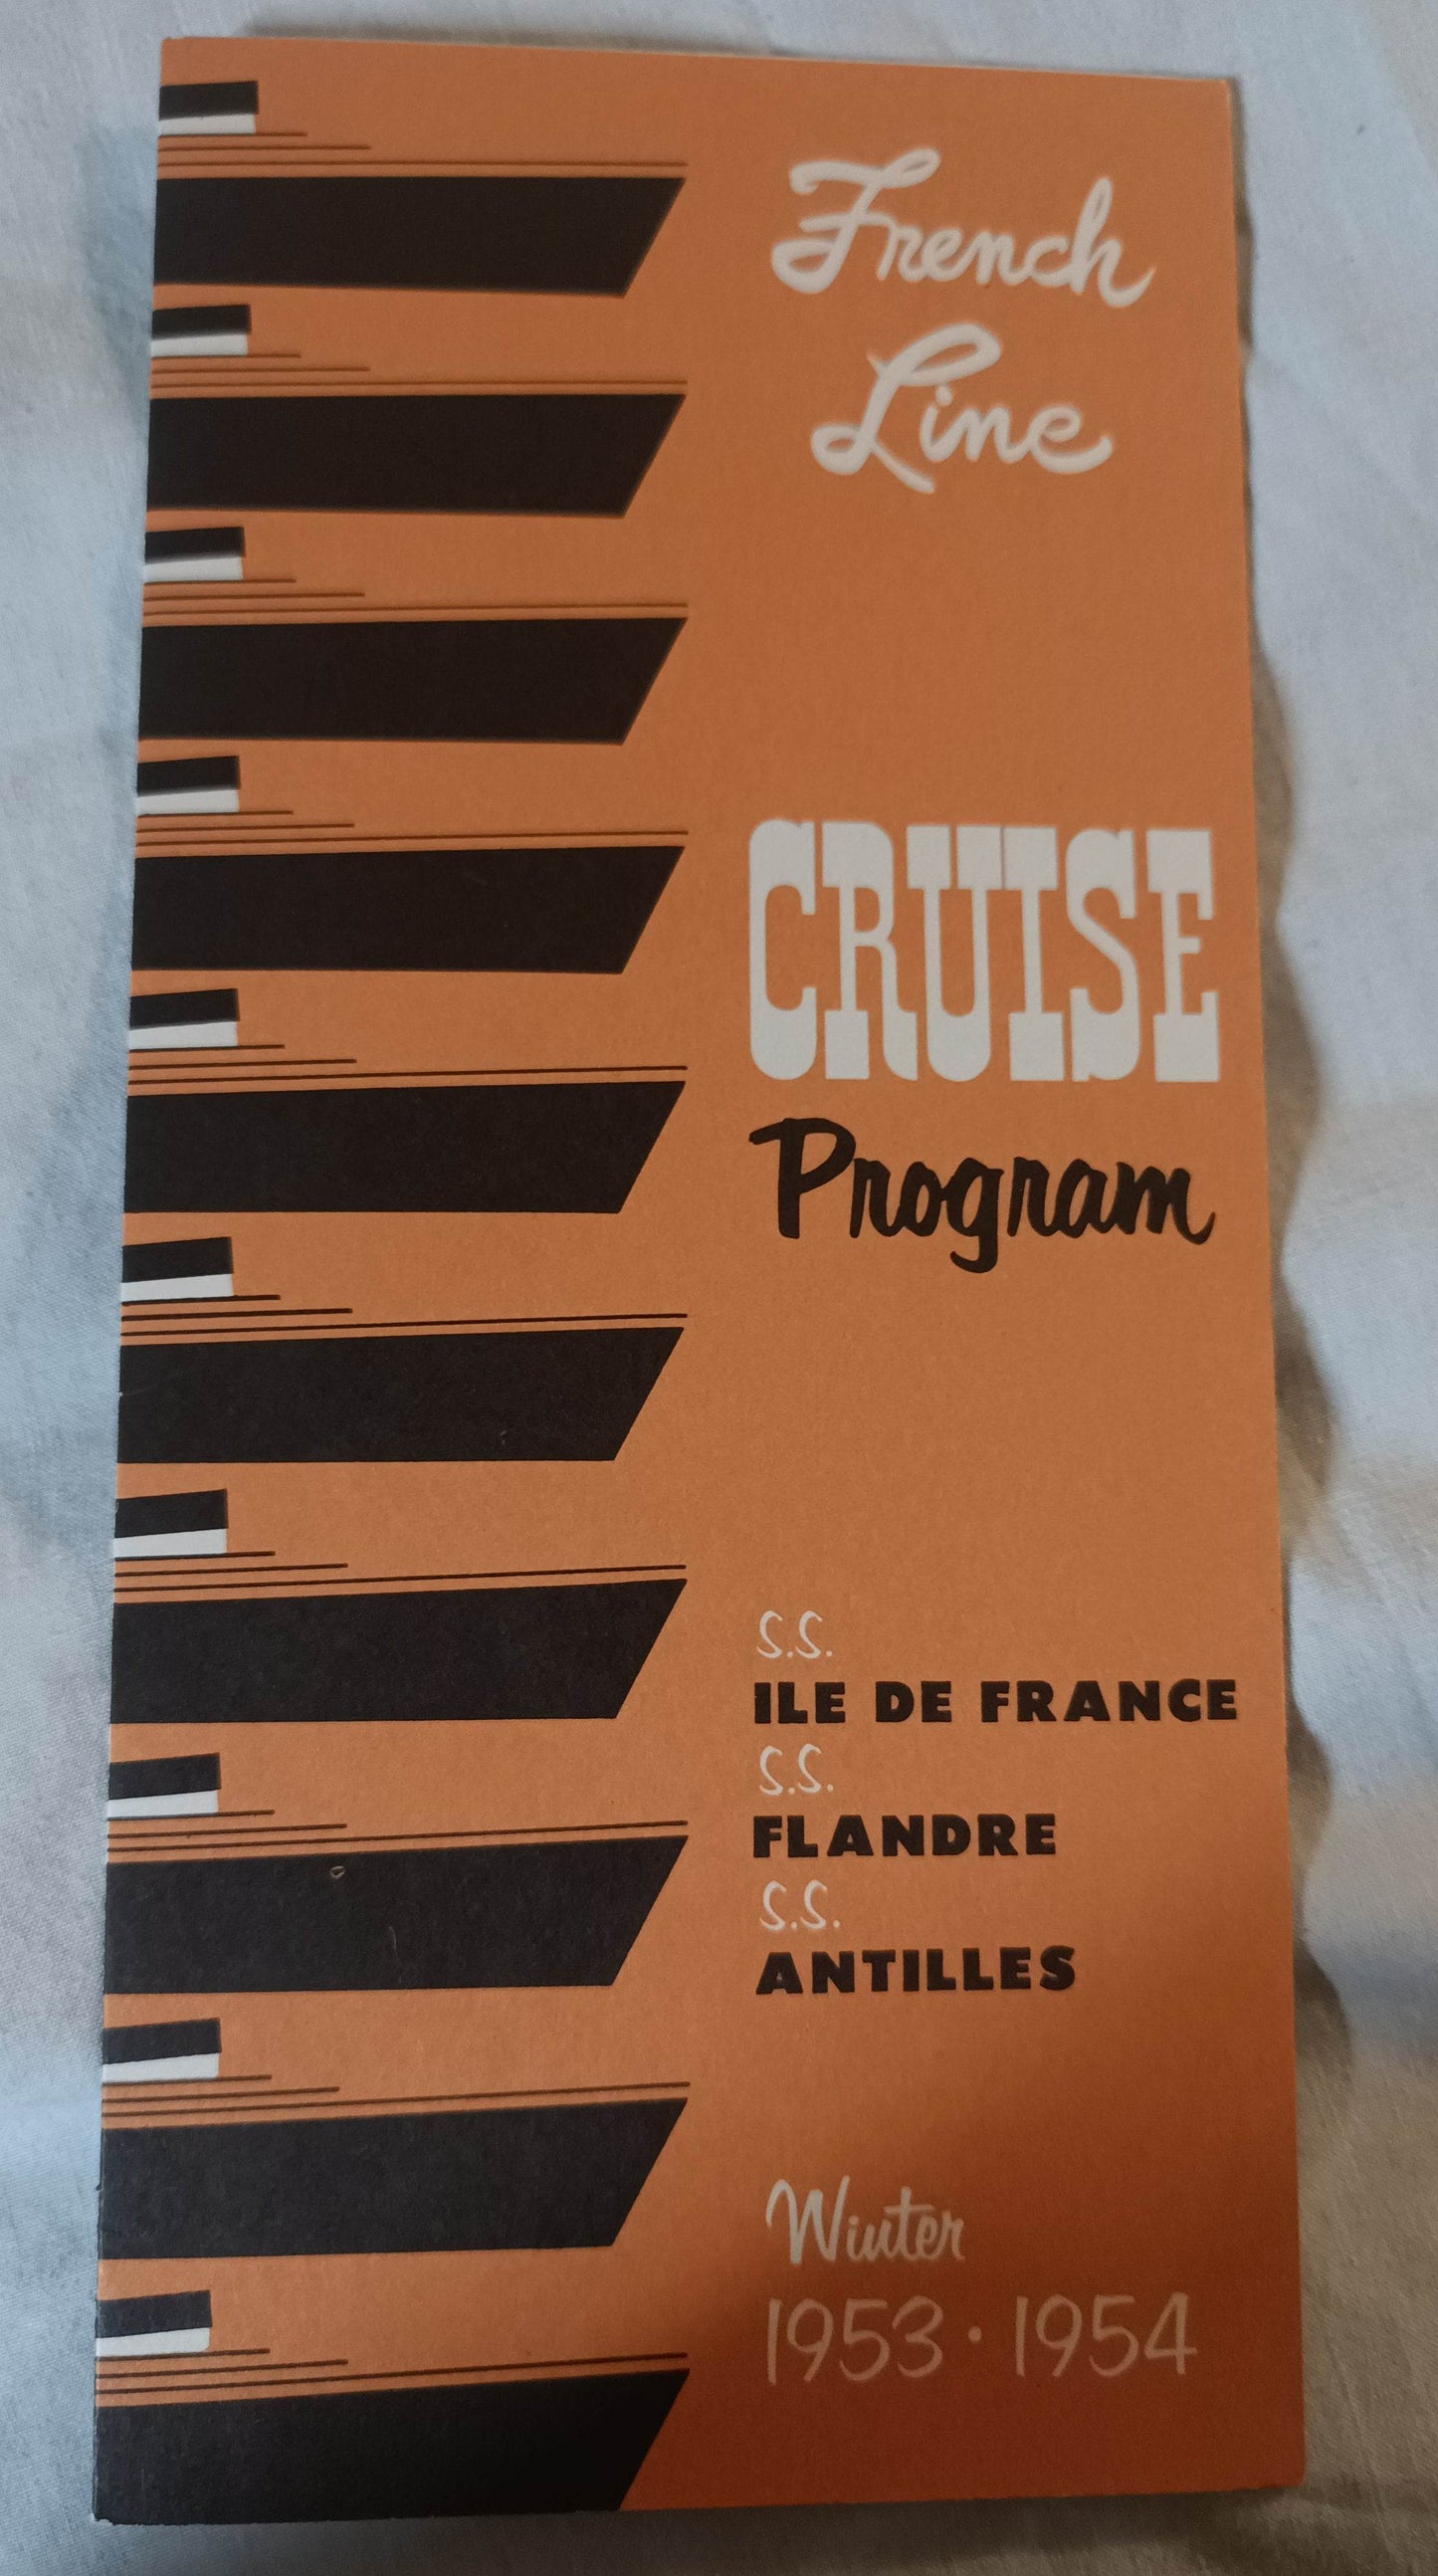 French
Line
CRUISE
Program
S.S.
ILE DE FRANCE
S.S.
FLANDRE
S.S.
ANTILLES
Winter
1953 · 1954